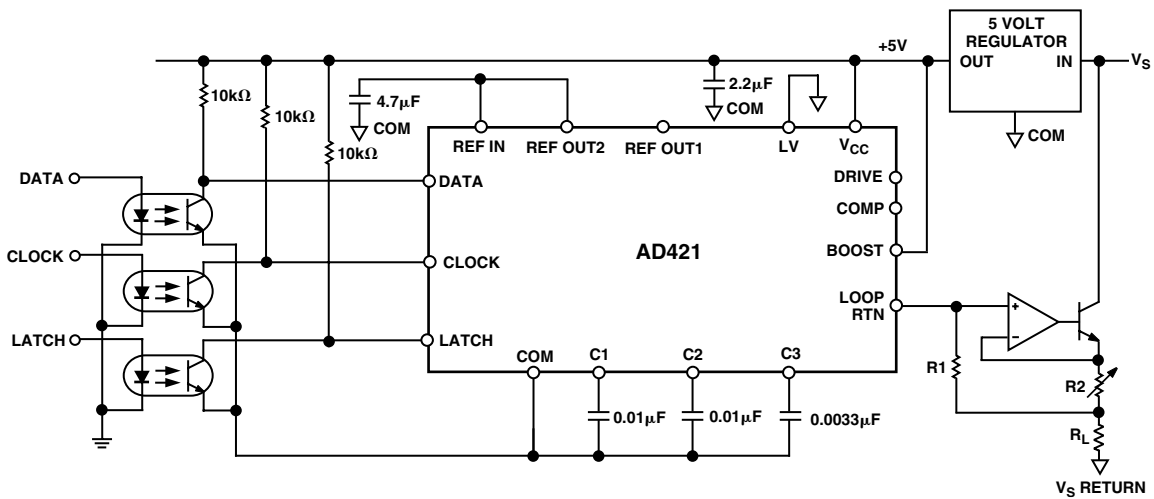 5 VOLT
REGULATOR
OUT
IN
+5V
V_S
10kΩ
10kΩ
10kΩ
4.7μF
COM
2.2μF
COM
COM
REF IN
REF OUT2
REF OUT1
LV
V_CC
DATA
DATA
DRIVE
COMP
AD421
BOOST
CLOCK
CLOCK
LOOP
RTN
+
−
LATCH
LATCH
COM
C1
C2
C3
R1
R2
0.01μF
0.01μF
0.0033μF
R_L
V_S RETURN